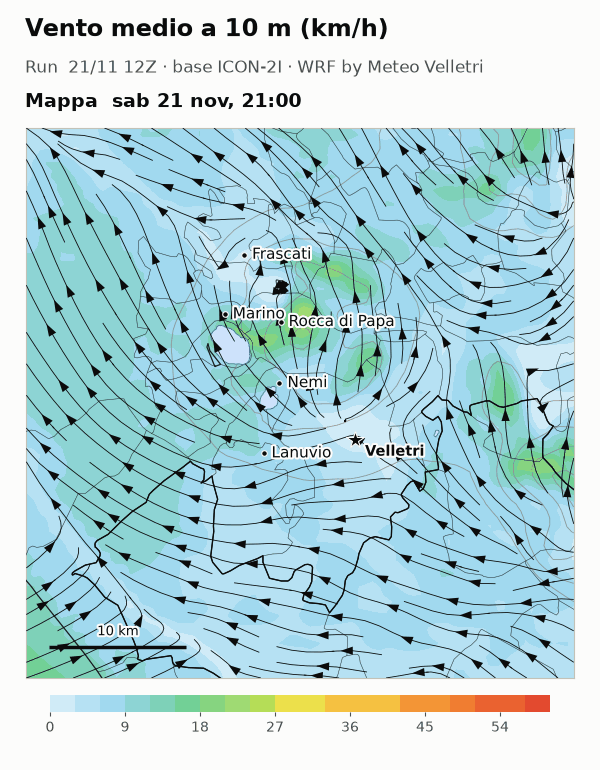 Vento medio a 10 m (km/h)
Run 21/11 12Z · base ICON-2I · WRF by Meteo Velletri
Mappa sab 21 nov, 21:00
Frascati
Marino
Rocca di Papa
Nemi
Velletri
Lanuvio
10 km
0 9 18 27 36 45 54